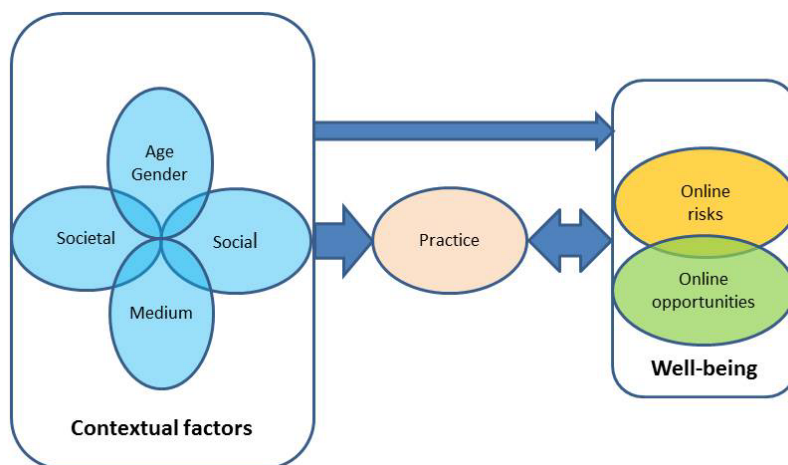 Age
Gender
Societal
Social
Medium
Contextual factors
Practice
Online
risks
Online
opportunities
Well-being